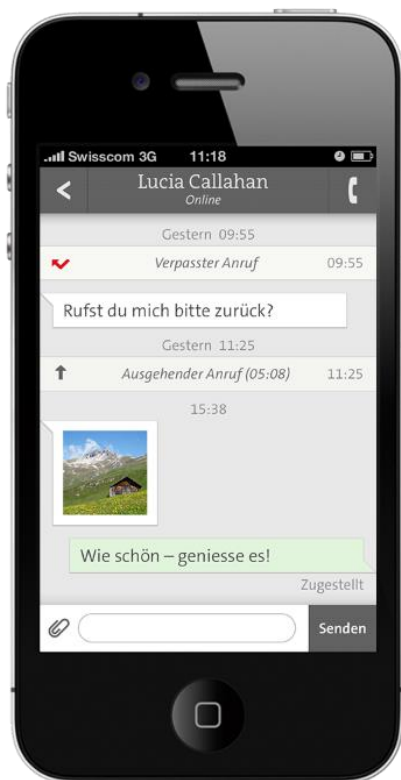 Swisscom 3G 11:18
Lucia Callahan
Online
Gestern 09:55
Verpasster Anruf 09:55
Rufst du mich bitte zurück?
Gestern 11:25
Ausgehender Anruf (05:08) 11:25
15:38
Wie schön – geniesse es!
Zugestellt
Senden